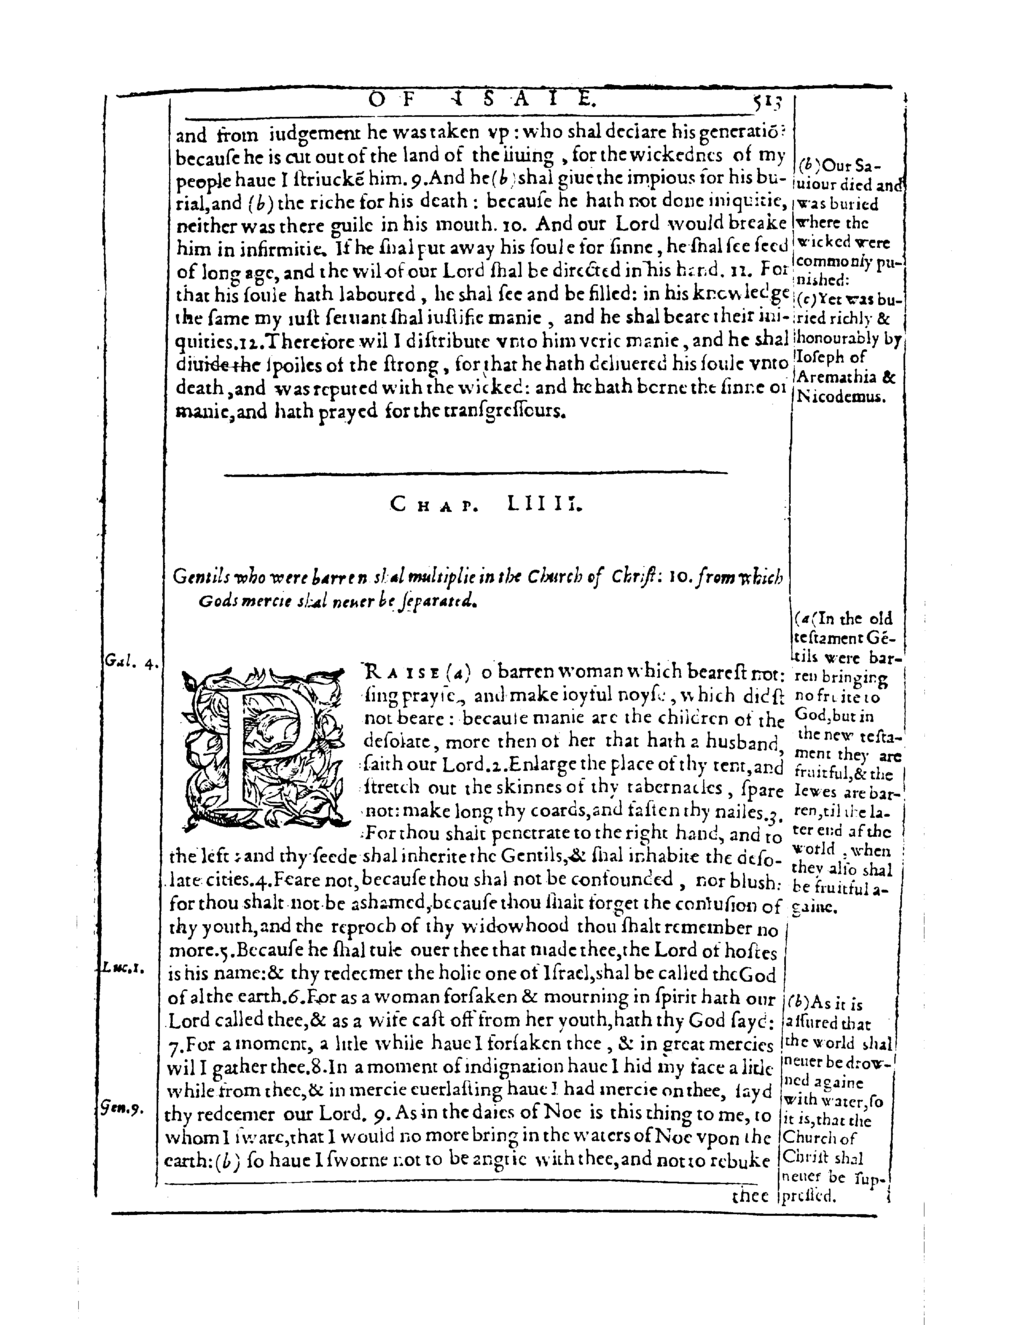 OF ISAIE. 513
and from iudgement he was taken vp: who shal declare his generatiō?
becauſe he is cut out of the land of the liuing, for the wickednes of my
people haue I ſtriuckē him. 9. And he (b) shal giue the impious for his bu-
rial, and (b) the riche for his death: becauſe he hath not done iniquitie,
neither was there guile in his mouth. 10. And our Lord would breake
him in infirmitie. If he ſhal put away his ſoule for ſinne, he ſhal ſee ſeed
of long age, and the wil of our Lord ſhal be directed in his hand. 11. For
that his ſoule hath laboured, he shal ſee and be filled: in his knowledge
the ſame my iuſt ſeruant ſhal iuſtifie manie, and he shal beare their ini-
quities. 12. Therefore wil I diſtribute vnto him verie manie, and he shal
diuide the ſpoiles of the ſtrong, for that he hath deliuered his ſoule vnto
death, and was reputed with the wicked: and he hath borne the ſinne of
manie, and hath prayed for the tranſgreſſours.
(b) Our Sa-
uiour died and
was buried
where the
wicked were
commonly pu-
nished:
(c) Yet was bu-
ried richly &
honourably by
Ioſeph of
Aremathia &
Nicodemus.
CHAP. LIIII.
Gentils who were barren shal multiplie in the Church of Chriſt: 10. from which
Gods mercie shal neuer be ſeparated.
Gal. 4.
PRAISE (a) o barren woman which beareſt not:
ſing prayſe, and make ioyful noyſe, which didſt
not beare: becauſe manie are the children of the
deſolate, more then of her that hath a husband,
ſaith our Lord. 2. Enlarge the place of thy tent, and
ſtretch out the skinnes of thy tabernacles, ſpare
not: make long thy coards, and faſten thy nailes. 3.
For thou shalt penetrate to the right hand, and to
the left: and thy ſeede shal inherite the Gentils, & ſhal inhabite the deſo-
late cities. 4. Feare not, becauſe thou shal not be confounded, nor blush:
for thou shalt not be ashamed, becauſe thou ſhalt forget the confuſion of
thy youth, and the reproch of thy widowhood thou ſhalt remember no
more. 5. Becauſe he ſhal rule ouer thee that made thee, the Lord of hoſtes
is his name: & thy redeemer the holie one of Iſrael, shal be called the God
of al the earth. 6. For as a woman forſaken & mourning in ſpirit hath our
Lord called thee, & as a wife caſt off from her youth, hath thy God ſayd:
7. For a moment, a litle while haue I forſaken thee, & in great mercies
wil I gather thee. 8. In a moment of indignation haue I hid my face a litle
while from thee, & in mercie euerlaſting haue I had mercie on thee, ſayd
thy redeemer our Lord. 9. As in the daies of Noe is this thing to me, to
whom I ſware, that I would no more bring in the waters of Noe vpon the
earth: (b) ſo haue I ſworne not to be angrie with thee, and not to rebuke
thee
Luc. 1.
Gen. 9.
(a(In the old
teſtament Gē-
tils were bar-
ren bringing
no fruite to
God, but in
the new teſta-
ment they are
fruitful, & the
Iewes are bar-
ren, til the la-
ter end af the
world, when
they alſo shal
be fruitful a-
gaine.
(b) As it is
aſſured that
the world shal
neuer be drow-
ned againe
with water, ſo
it is, that the
Church of
Chriſt shal
neuer be ſup-
preſſed.